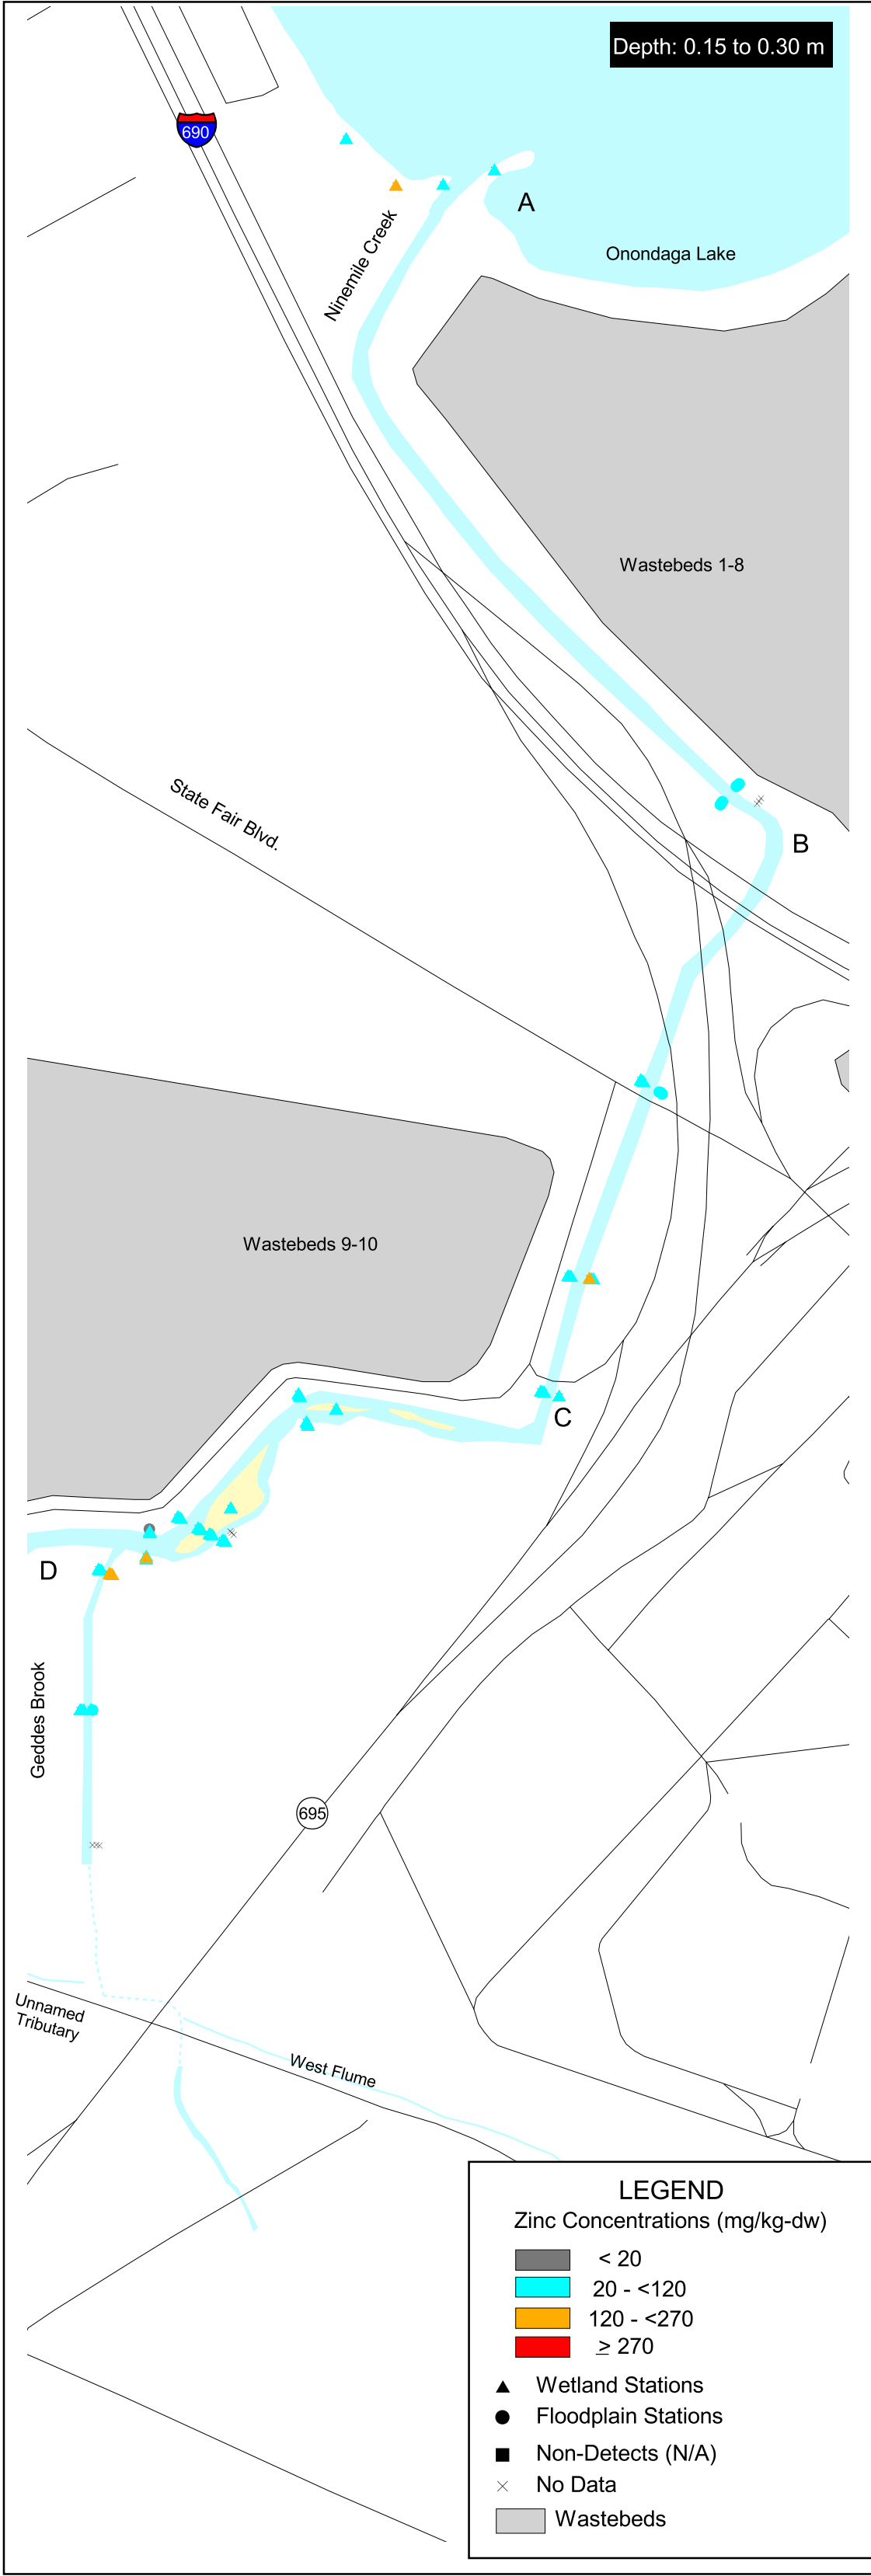 Depth: 0.15 to 0.30 m
690
A
Ninemile Creek
Onondaga Lake
Wastebeds 1-8
State Fair Blvd.
B
Wastebeds 9-10
C
D
Geddes Brook
695
Unnamed
Tributary
West Flume
LEGEND
Zinc Concentrations (mg/kg-dw)
< 20
20 - <120
120 - <270
≥ 270
Wetland Stations
Floodplain Stations
Non-Detects (N/A)
No Data
Wastebeds